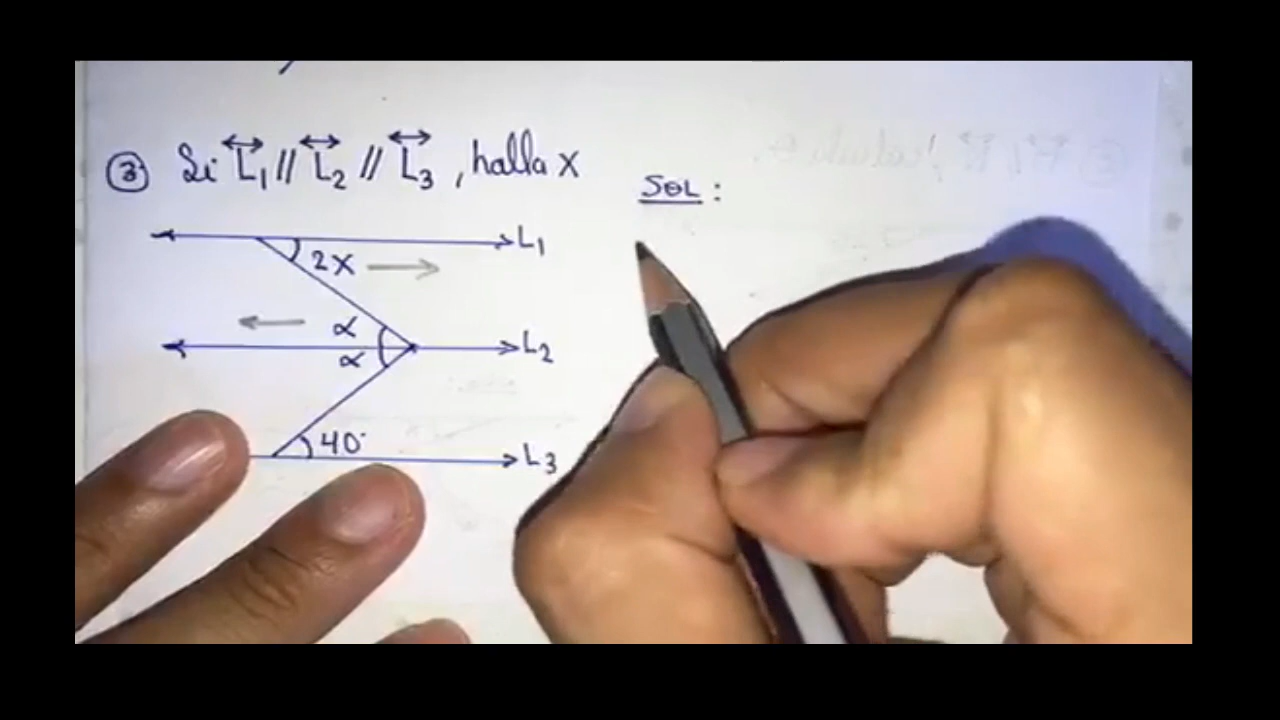 3 Si L1 // L2 // L3 , halla x
SOL :
L1
2x
α
L2
α
40°
L3